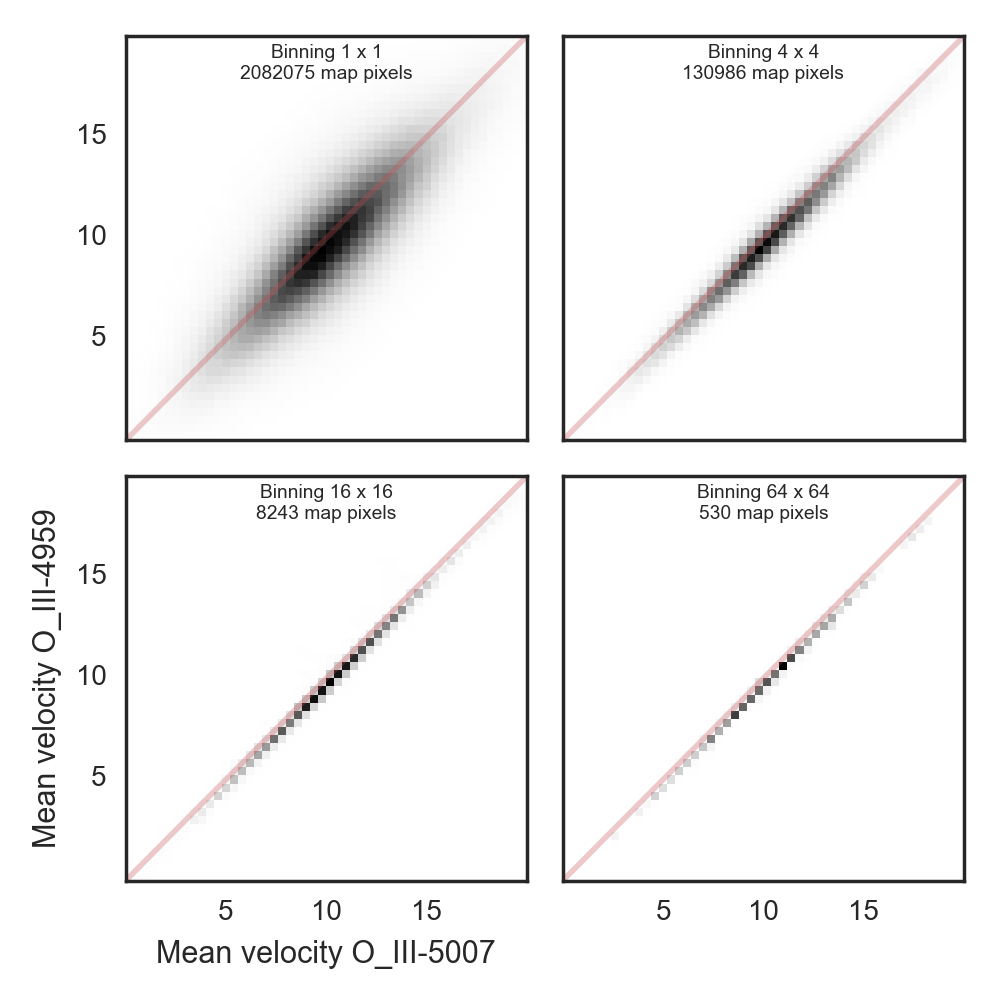 Binning 1 x 1
2082075 map pixels
Binning 4 x 4
130986 map pixels
15
10
5
Binning 16 x 16
8243 map pixels
Binning 64 x 64
530 map pixels
Mean velocity O_III-4959
15
10
5
5 10 15
5 10 15
Mean velocity O_III-5007